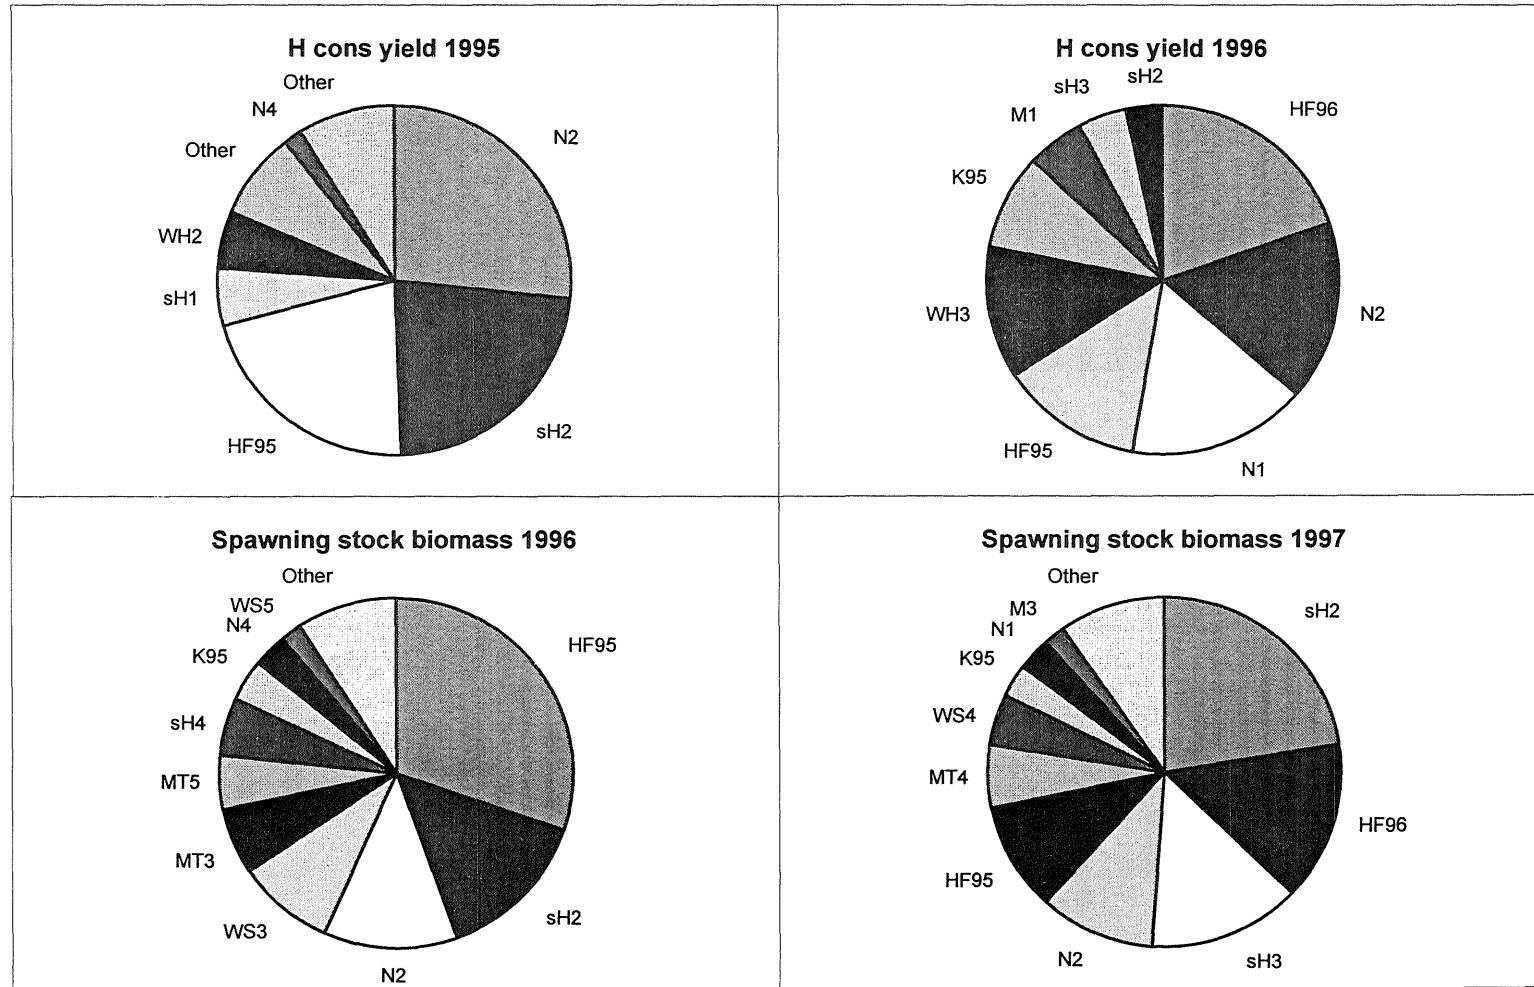 H cons yield 1995
Other
N4
N2
Other
WH2
sH1
sH2
HF95
H cons yield 1996
sH2
sH3
HF96
M1
K95
WH3
N2
HF95
N1
Spawning stock biomass 1996
Other
WS5
N4
HF95
K95
sH4
MT5
MT3
sH2
WS3
N2
Spawning stock biomass 1997
Other
M3
sH2
N1
K95
WS4
MT4
HF96
HF95
N2
sH3